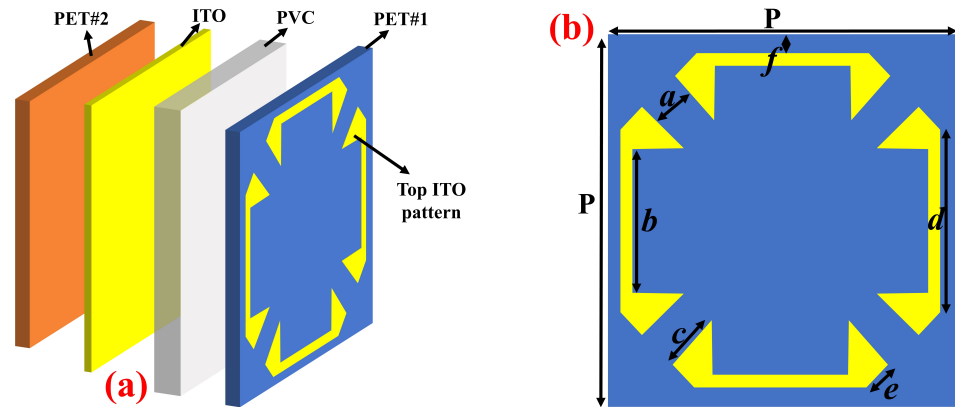 PET#2
ITO
PVC
PET#1
Top ITO
pattern
(a)
(b)
P
f
a
P
b
d
c
e